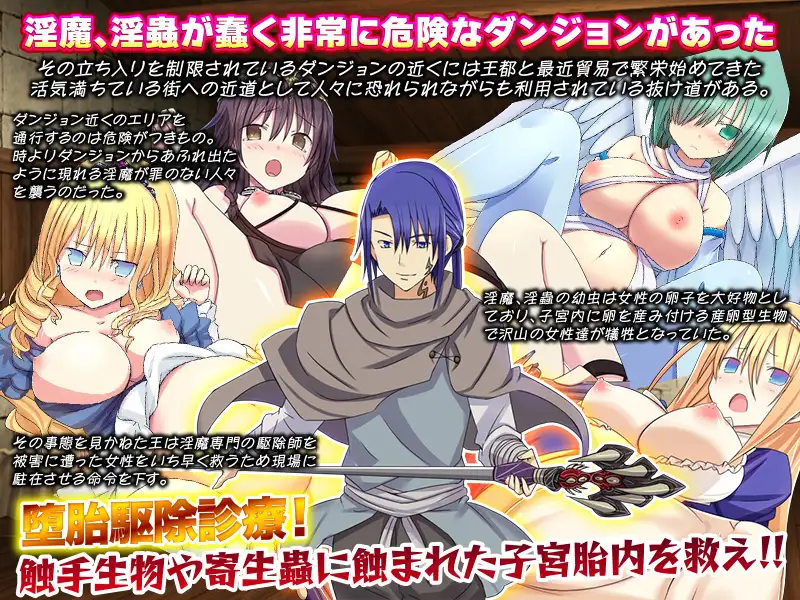 淫魔、淫蟲が蠢く非常に危険なダンジョンがあった
その立ち入りを制限されているダンジョンの近くには王都と最近貿易で繁栄始めてきた
活気満ちている街への近道として人々に恐れられながらも利用されている抜け道がある。
ダンジョン近くのエリアを
通行するのは危険がつきもの。
時よりダンジョンからあふれ出た
ように現れる淫魔が罪のない人々
を襲うのだった。
淫魔、淫蟲の幼虫は女性の卵子を大好物とし
ており、子宮内に卵を産み付ける産卵型生物
で沢山の女性達が犠牲となっていた。
その事態を見かねた王は淫魔専門の駆除師を
被害に遭った女性をいち早く救うため現場に
駐在させる命令を下す。
堕胎駆除診療!
触手生物や寄生蟲に蝕まれた子宮胎内を救え!!